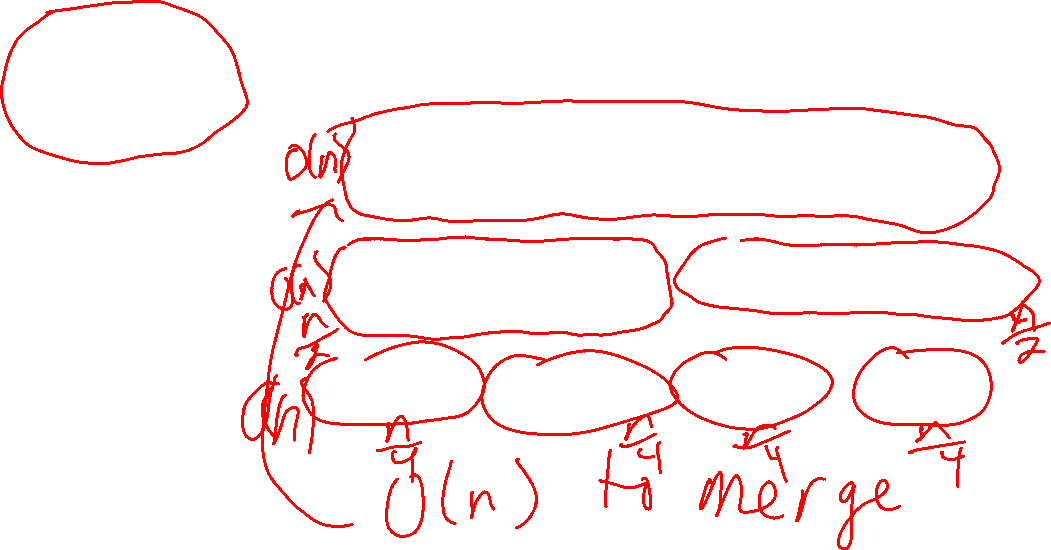 O(n)
O(n)
n/2 n/2
O(n)
n/4 n/4 n/4 n/4
O(n) to merge